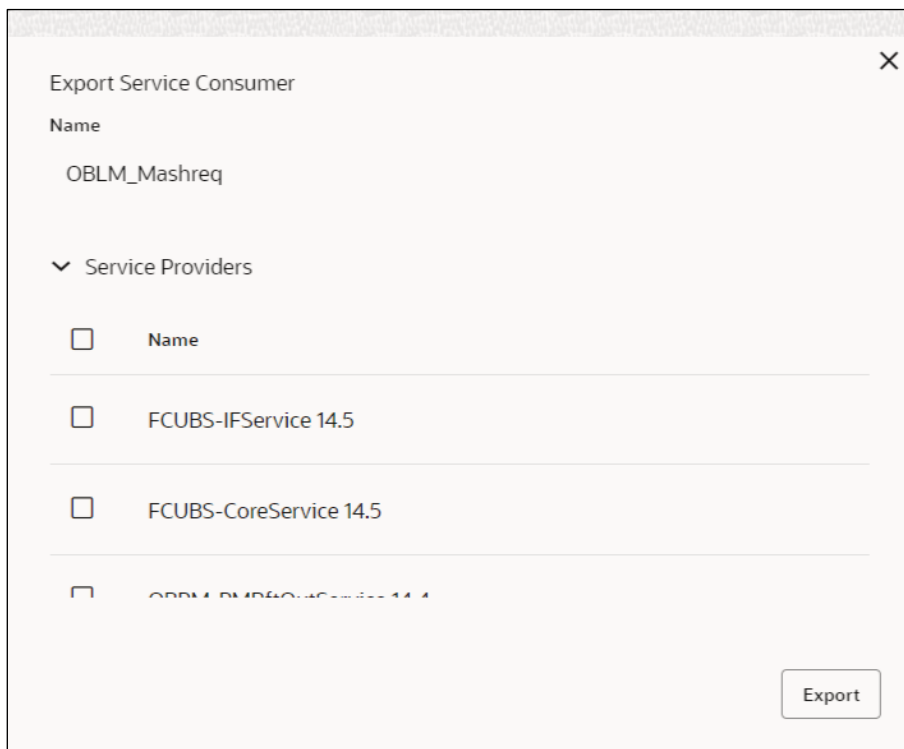 Export Service Consumer
Name
OBLM_Mashreq
Service Providers
Name
FCUBS-IFService 14.5
FCUBS-CoreService 14.5
Export